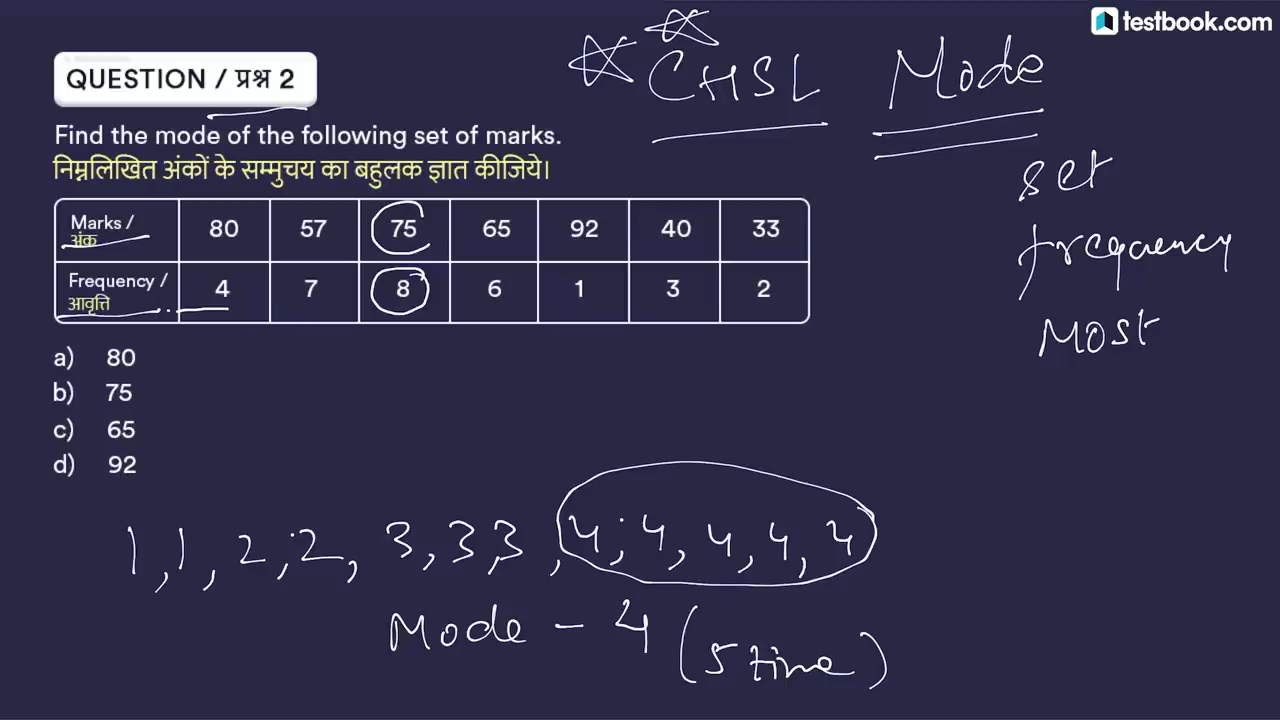 testbook.com
CHSL Mode
QUESTION / प्रश्न 2
Find the mode of the following set of marks.
निम्नलिखित अंकों के सम्मुचय का बहुलक ज्ञात कीजिये।
set
frequency
Most
Marks / अंक 80 57 75 65 92 40 33
Frequency / आवृत्ति 4 7 8 6 1 3 2
a) 80
b) 75
c) 65
d) 92
1,1, 2,2, 3,3,3, 4,4,4,4,4
Mode - 4 (5 time)